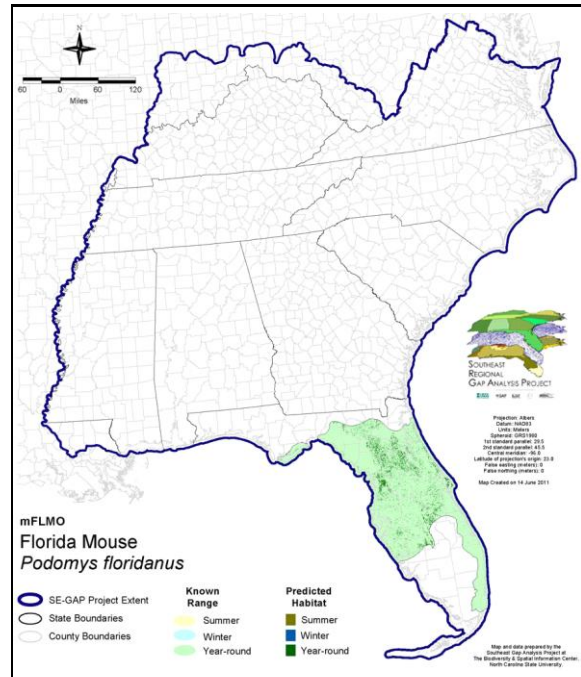 N
60 0 60 120
Miles
SOUTHEAST
REGIONAL
GAP ANALYSIS PROJECT
Projection: Albers
Datum: NAD83
Units: Meters
Spheroid: GRS1980
1st standard parallel: 29.5
2nd standard parallel: 45.5
Central meridian: -96.0
Latitude of projection's origin: 23.0
False easting (meters): 0
False northing (meters): 0
Map Created on 14 June 2011
mFLMO
Florida Mouse
Podomys floridanus
SE-GAP Project Extent
State Boundaries
County Boundaries
Known
Range
Summer
Winter
Year-round
Predicted
Habitat
Summer
Winter
Year-round
Map and data prepared by the
Southeast Gap Analysis Project at
The Biodiversity & Spatial Information Center,
North Carolina State University.